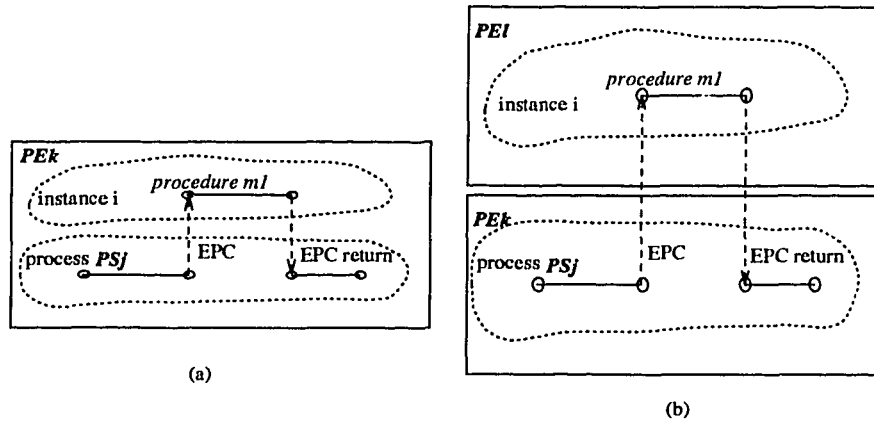 PEk
procedure m1
instance i
EPC
EPC return
process PSj
(a)
PEl
procedure m1
instance i
PEk
EPC
EPC return
process PSj
(b)